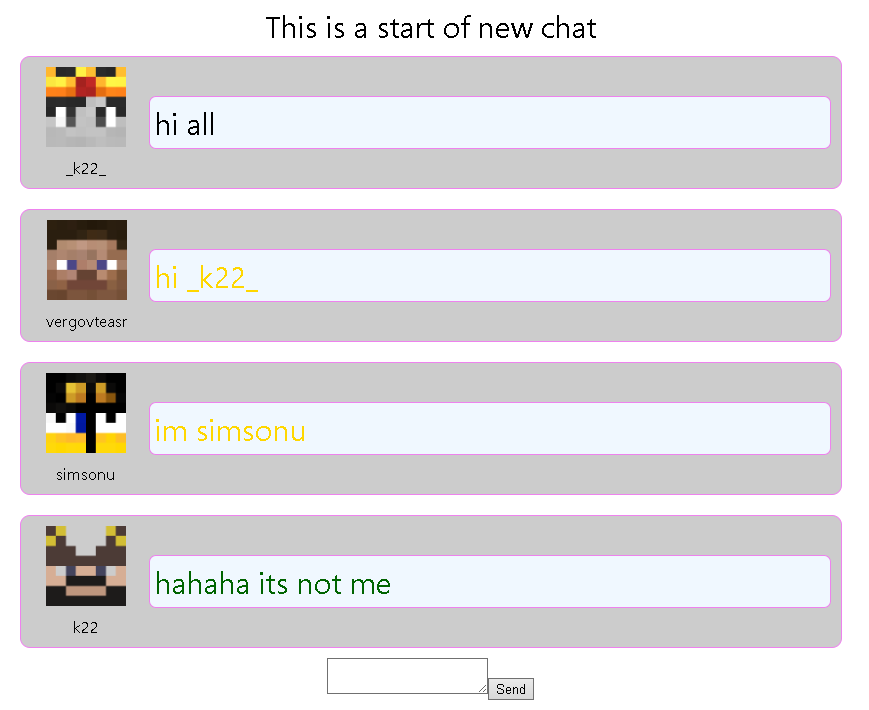 This is a start of new chat
hi all
_k22_
hi _k22_
vergovteasr
im simsonu
simsonu
hahaha its not me
k22
Send